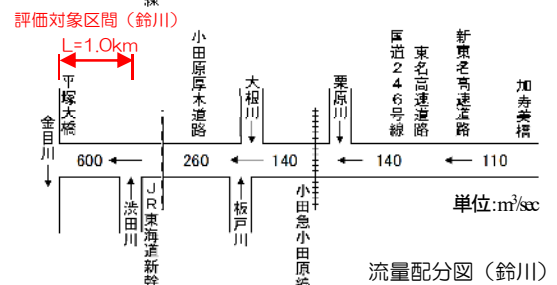 線
評価対象区間（鈴川）
L=1.0km
平塚大橋
小田原厚木道路
大根川
栗原川
国道246号線
東名高速道路
新東名高速道路
加寿美橋
金目川
600
260
140
140
110
渋田川
JR東海道新幹
板戸川
小田急小田原線
単位:m³/sec
流量配分図（鈴川）